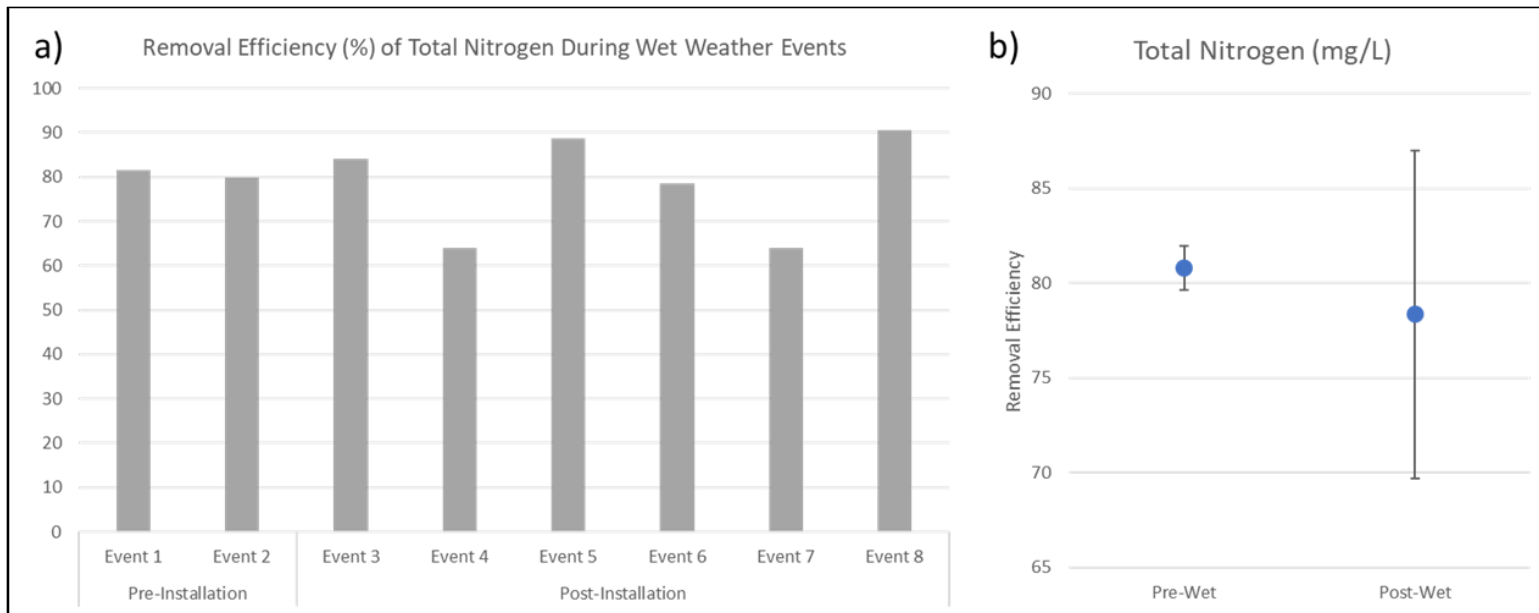 a)
Removal Efficiency (%) of Total Nitrogen During Wet Weather Events
100
90
80
70
60
50
40
30
20
10
0
Event 1 Event 2 Event 3 Event 4 Event 5 Event 6 Event 7 Event 8
Pre-Installation Post-Installation
b)
Total Nitrogen (mg/L)
Removal Efficiency
90
85
80
75
70
65
Pre-Wet Post-Wet